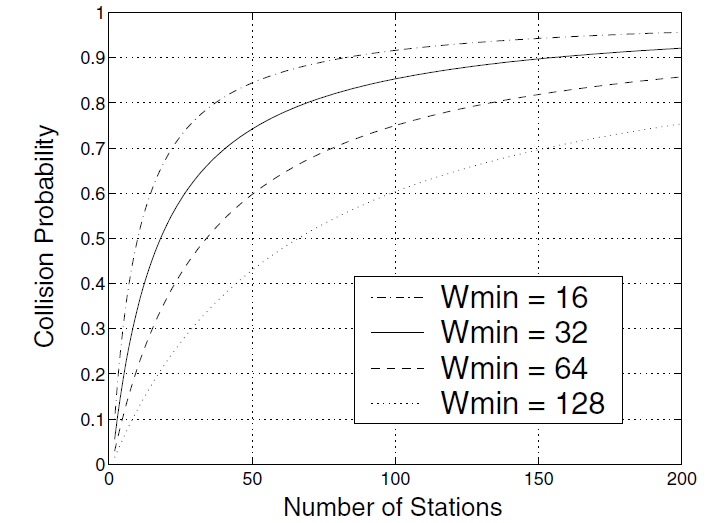 1
0.9
0.8
0.7
0.6
0.5
0.4
0.3
0.2
0.1
0
0 50 100 150 200
Collision Probability
Number of Stations
Wmin = 16
Wmin = 32
Wmin = 64
Wmin = 128